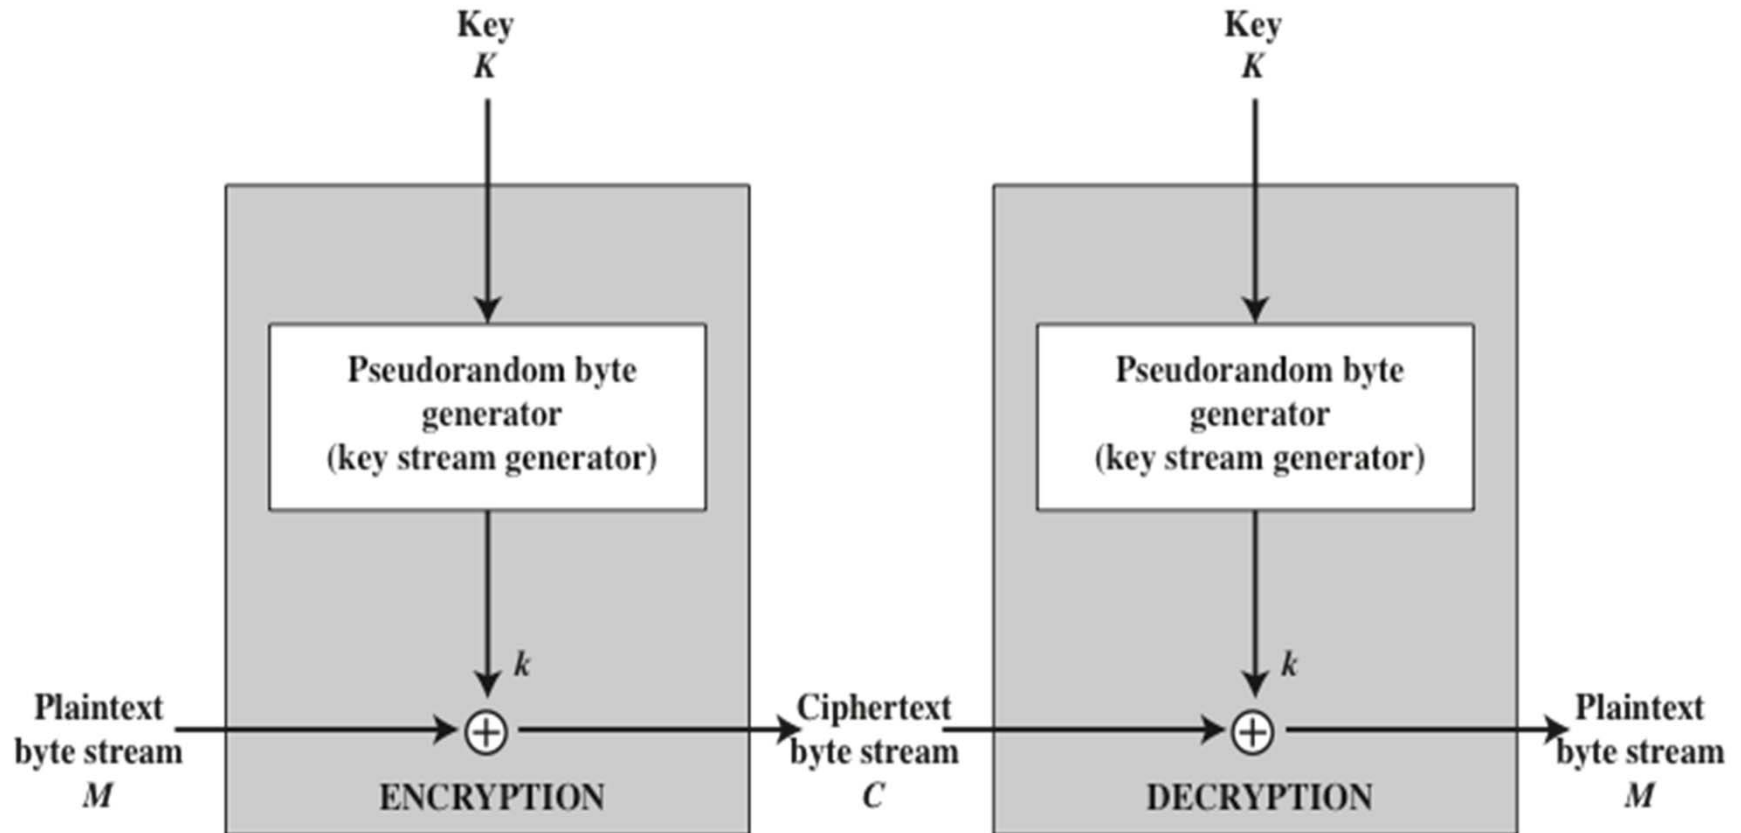 Key
K
Key
K
Pseudorandom byte
generator
(key stream generator)
Pseudorandom byte
generator
(key stream generator)
k
k
Plaintext
byte stream
M
ENCRYPTION
Ciphertext
byte stream
C
DECRYPTION
Plaintext
byte stream
M